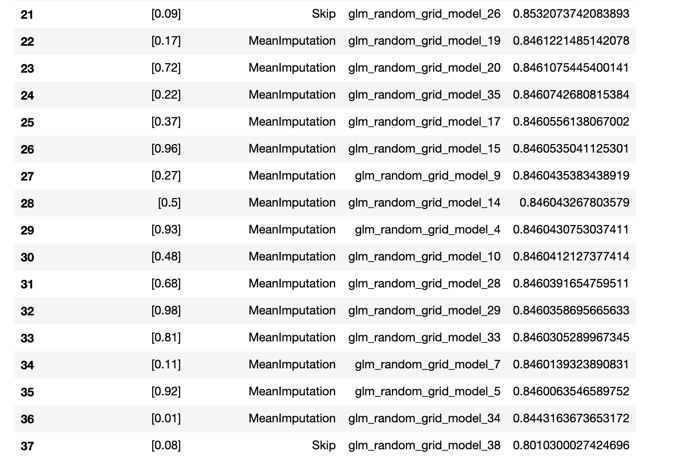 21 [0.09] Skip glm_random_grid_model_26 0.8532073742083893
22 [0.17] MeanImputation glm_random_grid_model_19 0.8461221485142078
23 [0.72] MeanImputation glm_random_grid_model_20 0.8461075445400141
24 [0.22] MeanImputation glm_random_grid_model_35 0.8460742680815384
25 [0.37] MeanImputation glm_random_grid_model_17 0.8460556138067002
26 [0.96] MeanImputation glm_random_grid_model_15 0.8460535041125301
27 [0.27] MeanImputation glm_random_grid_model_9 0.8460435383438919
28 [0.5] MeanImputation glm_random_grid_model_14 0.846043267803579
29 [0.93] MeanImputation glm_random_grid_model_4 0.8460430753037411
30 [0.48] MeanImputation glm_random_grid_model_10 0.8460412127377414
31 [0.68] MeanImputation glm_random_grid_model_28 0.8460391654759511
32 [0.98] MeanImputation glm_random_grid_model_29 0.8460358695665633
33 [0.81] MeanImputation glm_random_grid_model_33 0.8460305289967345
34 [0.11] MeanImputation glm_random_grid_model_7 0.8460139323890831
35 [0.92] MeanImputation glm_random_grid_model_5 0.8460063546589752
36 [0.01] MeanImputation glm_random_grid_model_34 0.8443163673653172
37 [0.08] Skip glm_random_grid_model_38 0.8010300027424696